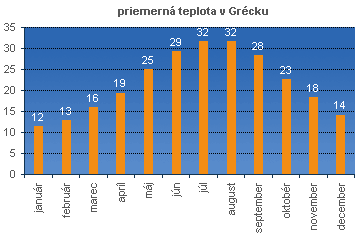 priemerná teplota v Grécku
35
30
25
20
15
10
5
0
12
13
16
19
25
29
32
32
28
23
18
14
január
február
marec
apríl
máj
jún
júl
august
september
október
november
december